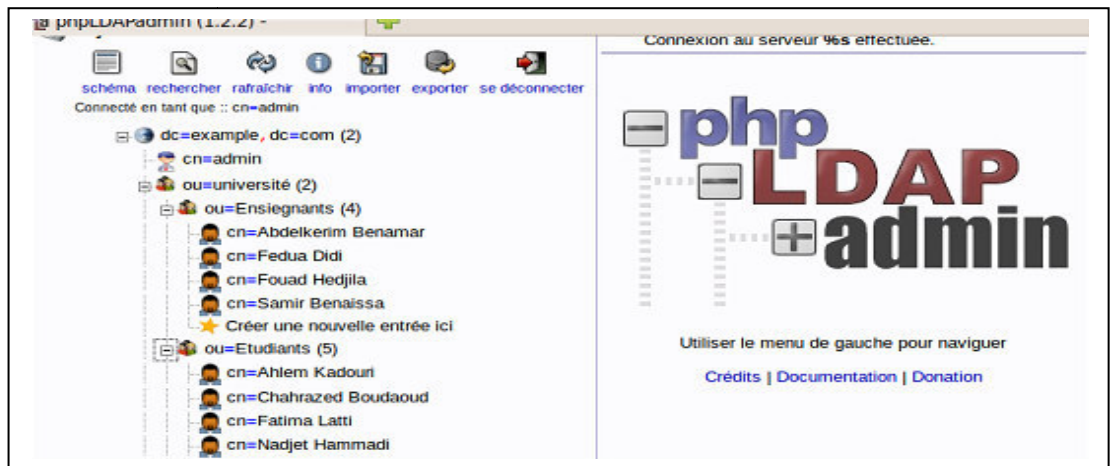 phpLDAPadmin (1.2.2) -
schéma rechercher rafraîchir info importer exporter se déconnecter
Connecté en tant que :: cn=admin
dc=example, dc=com (2)
cn=admin
ou=université (2)
ou=Ensiegnants (4)
cn=Abdelkerim Benamar
cn=Fedua Didi
cn=Fouad Hedjila
cn=Samir Benaissa
Créer une nouvelle entrée ici
ou=Etudiants (5)
cn=Ahlem Kadouri
cn=Chahrazed Boudaoud
cn=Fatima Latti
cn=Nadjet Hammadi
Connexion au serveur %s effectuée.
php
LDAP
admin
Utiliser le menu de gauche pour naviguer
Crédits | Documentation | Donation